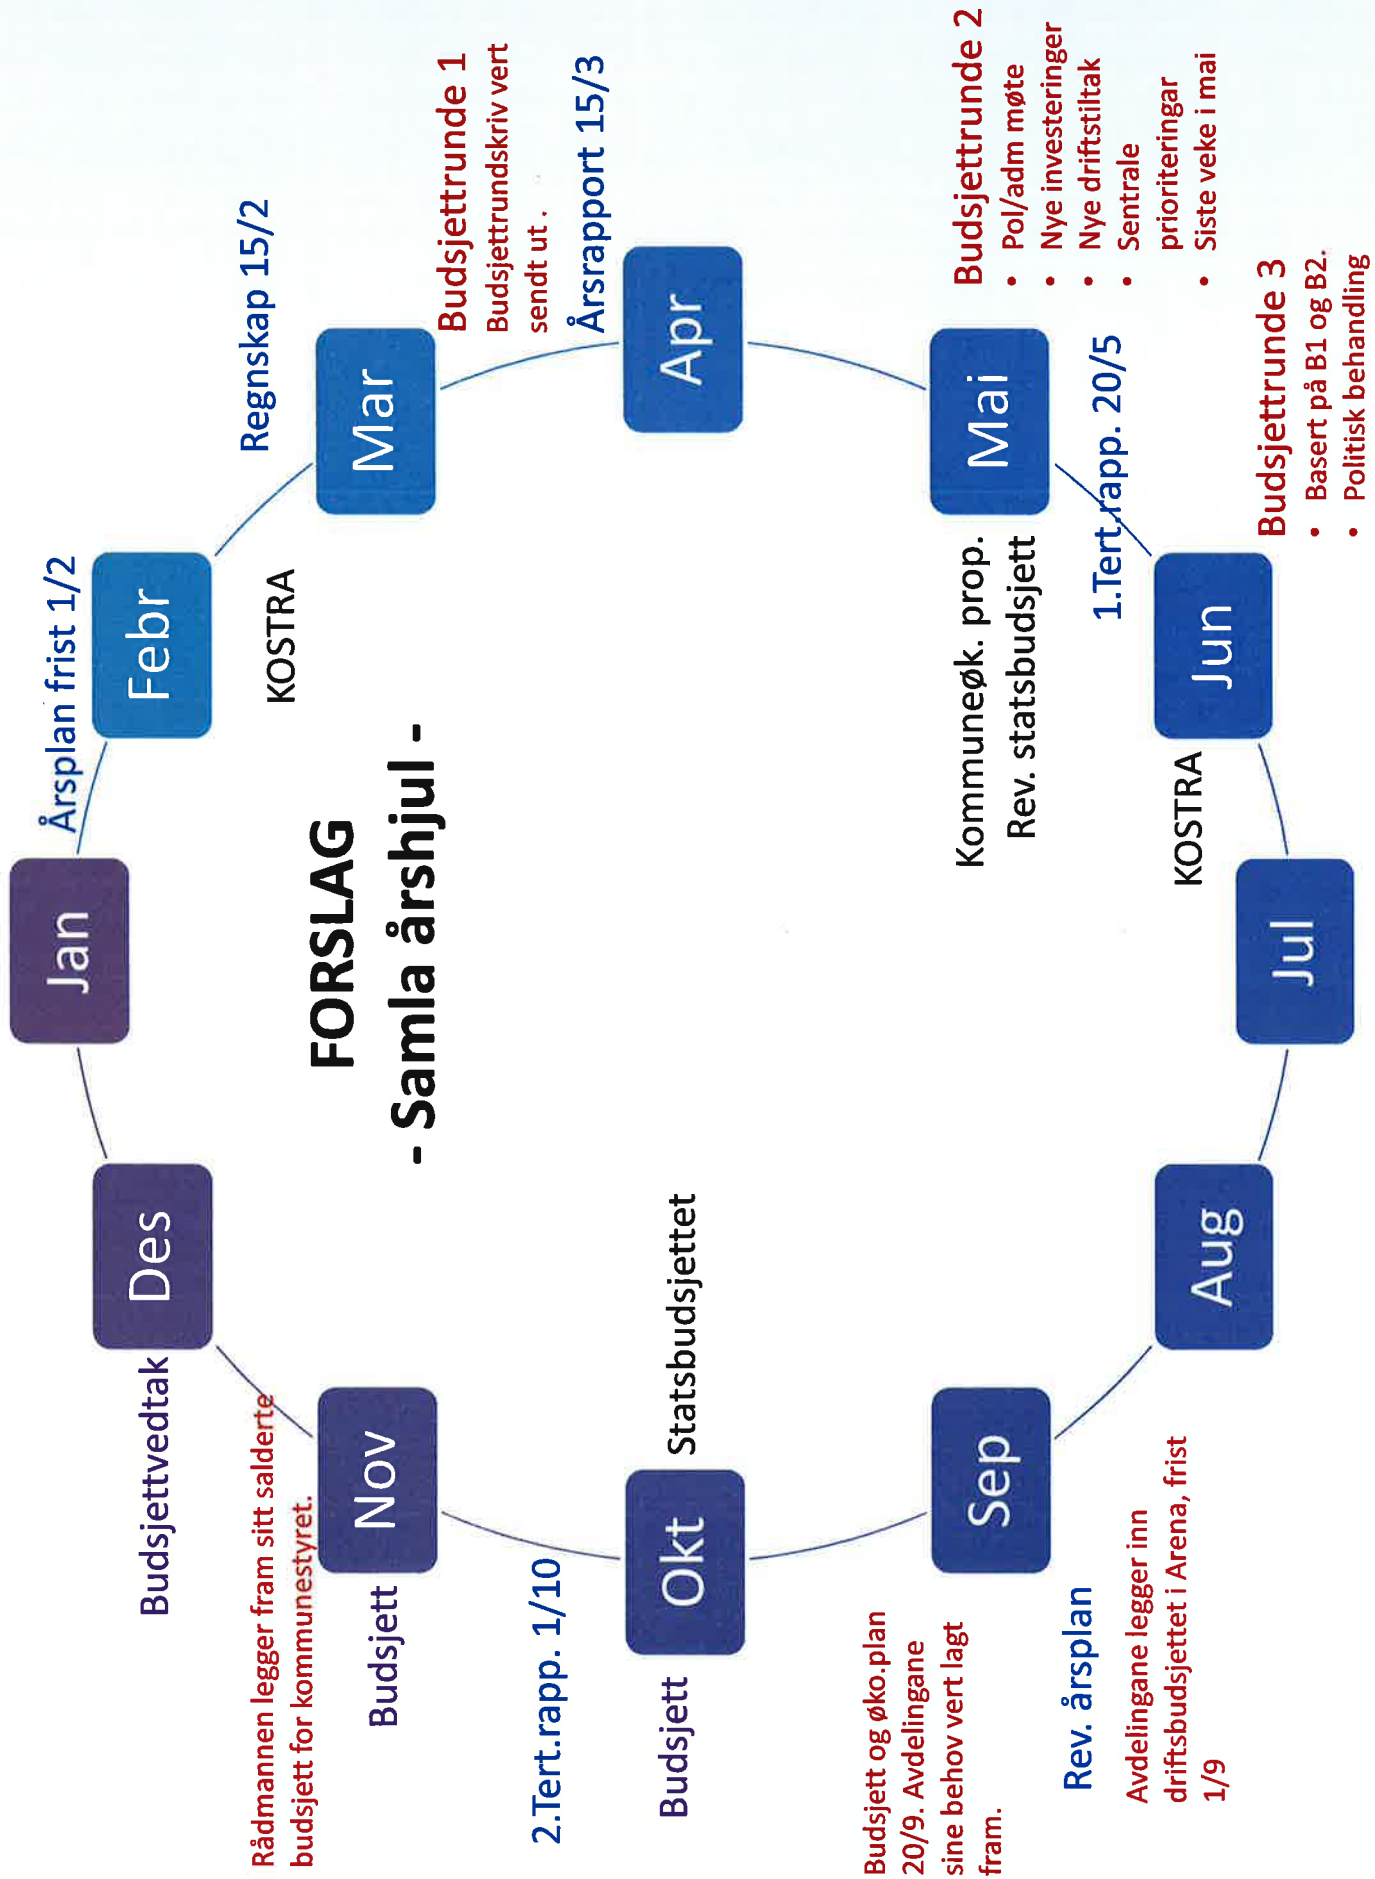 FORSLAG
- Samla årshjul -
Jan
Årsplan frist 1/2
Febr
KOSTRA
Regnskap 15/2
Mar
Budsjettrunde 1
Budsjettrundskriv vert
sendt ut .
Årsrapport 15/3
Apr
Budsjettrunde 2
• Pol/adm møte
• Nye investeringer
• Nye driftstiltak
• Sentrale
prioriteringar
• Siste veke i mai
Mai
Kommuneøk. prop.
Rev. statsbudsjett
1.Tert.rapp. 20/5
Jun
KOSTRA
Budsjettrunde 3
• Basert på B1 og B2.
• Politisk behandling
Jul
Aug
Avdelingane legger inn
driftsbudsjettet i Arena, frist
1/9
Rev. årsplan
Sep
Budsjett og øko.plan
20/9. Avdelingane
sine behov vert lagt
fram.
Okt
Statsbudsjettet
Budsjett
2.Tert.rapp. 1/10
Nov
Budsjett
Rådmannen legger fram sitt salderte
budsjett for kommunestyret.
Des
Budsjettvedtak